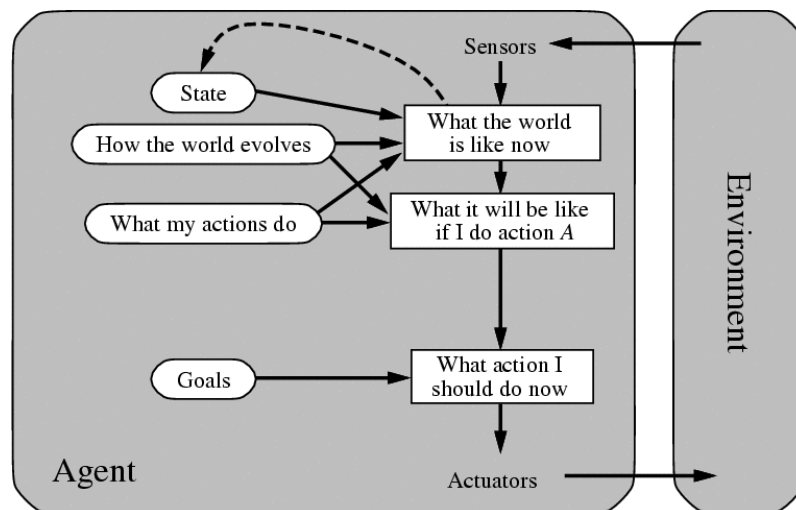 Sensors
State
What the world
is like now
How the world evolves
What my actions do
What it will be like
if I do action A
Goals
What action I
should do now
Agent
Actuators
Environment